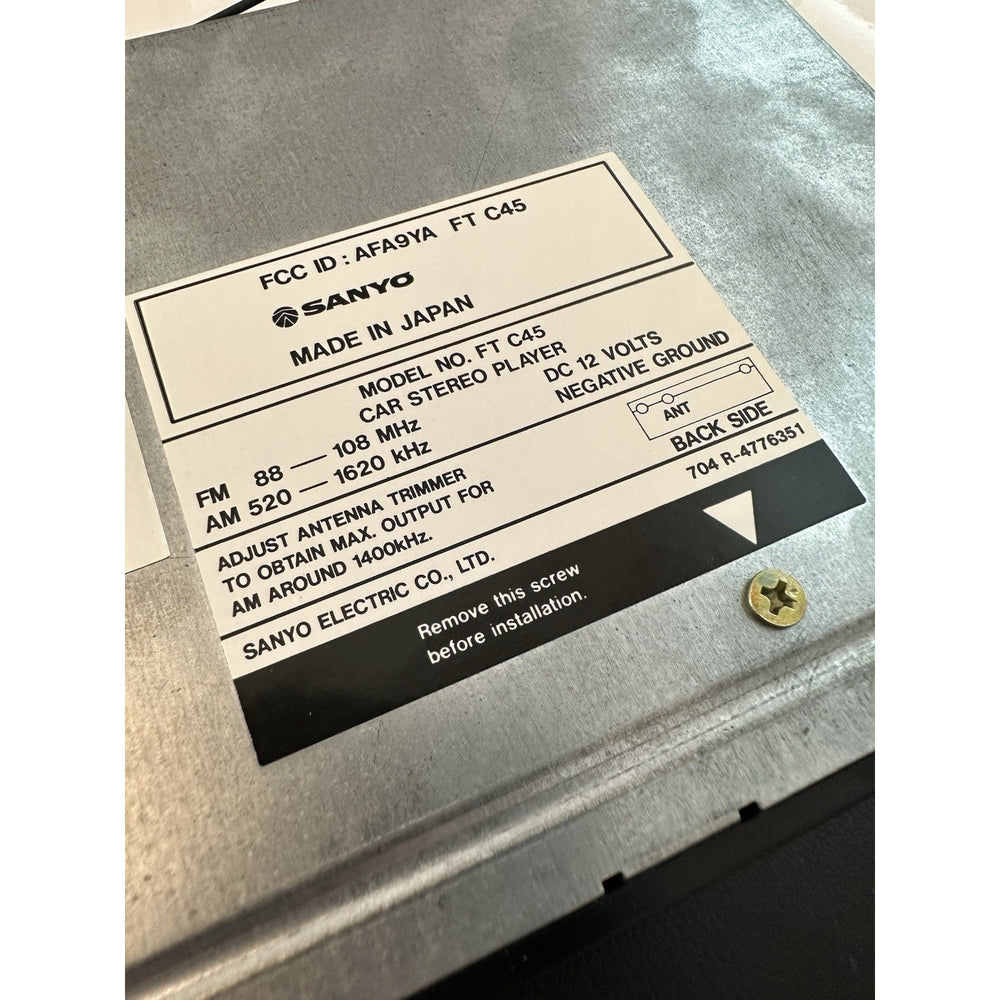 FCC ID : AFA9YA FT C45
SANYO
MADE IN JAPAN
MODEL NO. FT C45
CAR STEREO PLAYER
FM 88 — 108 MHz
AM 520 — 1620 kHz
DC 12 VOLTS
NEGATIVE GROUND
ADJUST ANTENNA TRIMMER
TO OBTAIN MAX. OUTPUT FOR
AM AROUND 1400kHz.
ANT
BACK SIDE
SANYO ELECTRIC CO., LTD.
704 R-4776351
Remove this screw
before installation.